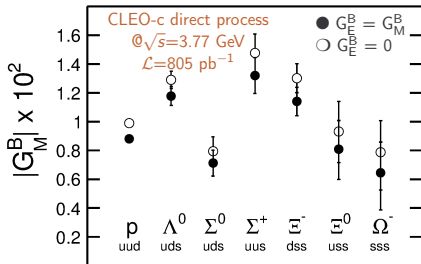 CLEO-c direct process
@√s=3.77 GeV
ℒ=805 pb⁻¹
● G_E^B = G_M^B
○ G_E^B = 0
|G_M^B| x 10²
1.6
1.4
1.2
1
0.8
0.6
0.4
0.2
p Λ⁰ Σ⁰ Σ⁺ Ξ⁻ Ξ⁰ Ω⁻
uud uds uds uus dss uss sss